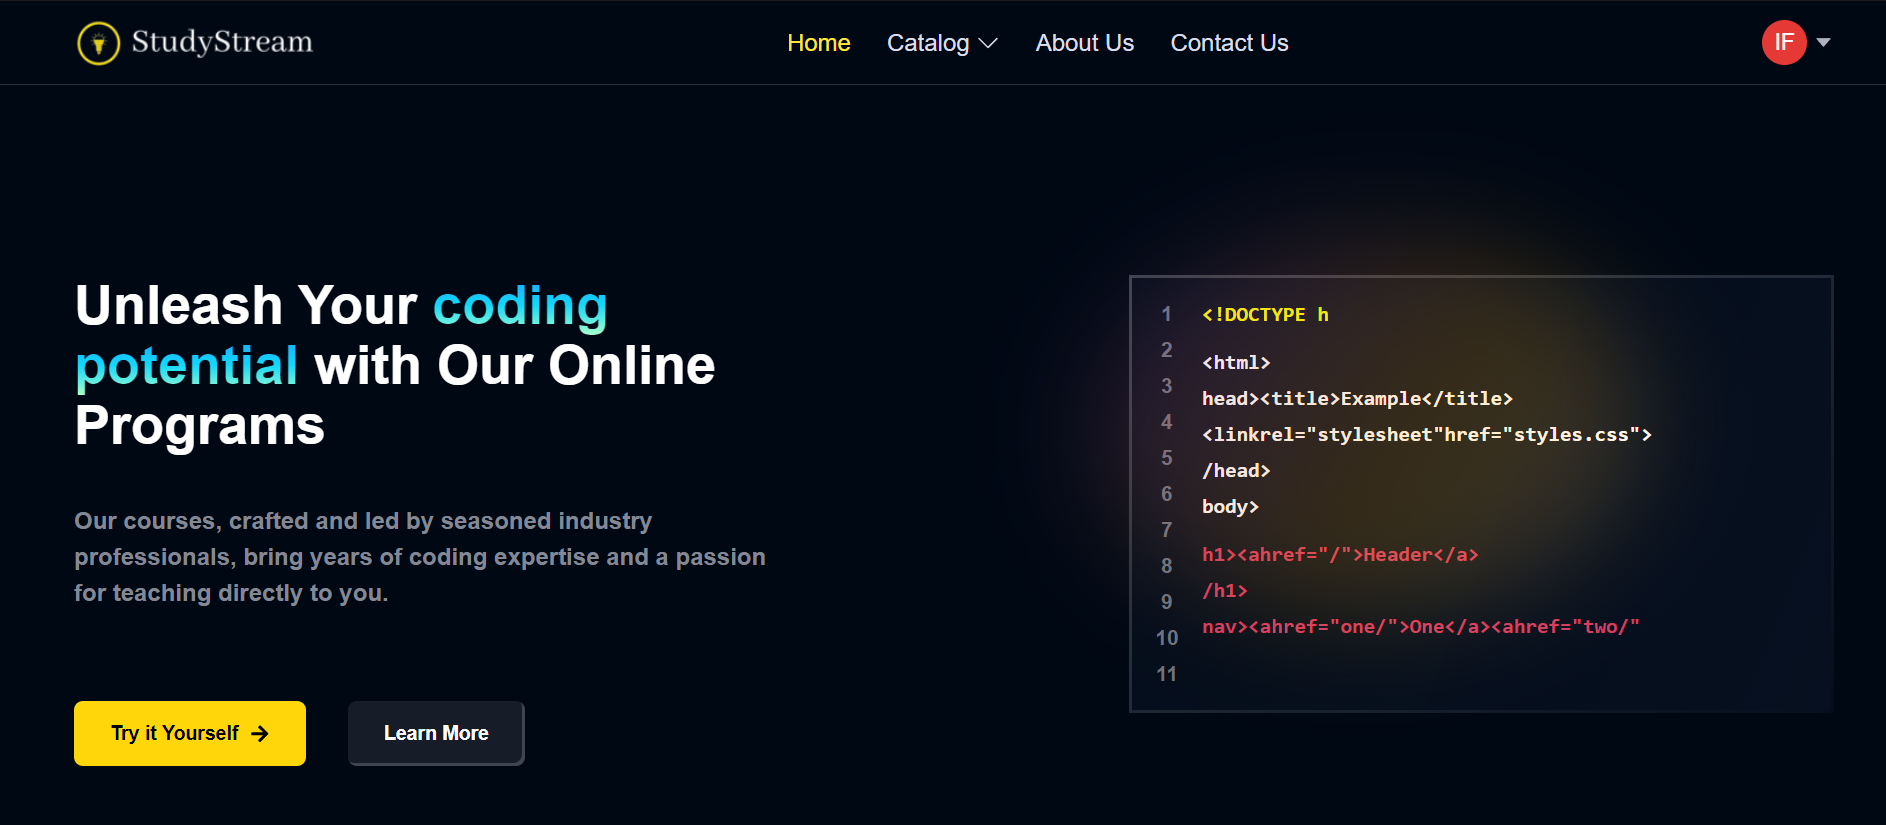 StudyStream
Home Catalog About Us Contact Us
IF
Unleash Your coding
potential with Our Online
Programs
Our courses, crafted and led by seasoned industry
professionals, bring years of coding expertise and a passion
for teaching directly to you.
Try it Yourself
Learn More
1 <!DOCTYPE h
2 <html>
3 head><title>Example</title>
4 <linkrel="stylesheet"href="styles.css">
5 /head>
6 body>
7
8 h1><ahref="/">Header</a>
9 /h1>
10 nav><ahref="one/">One</a><ahref="two/"
11